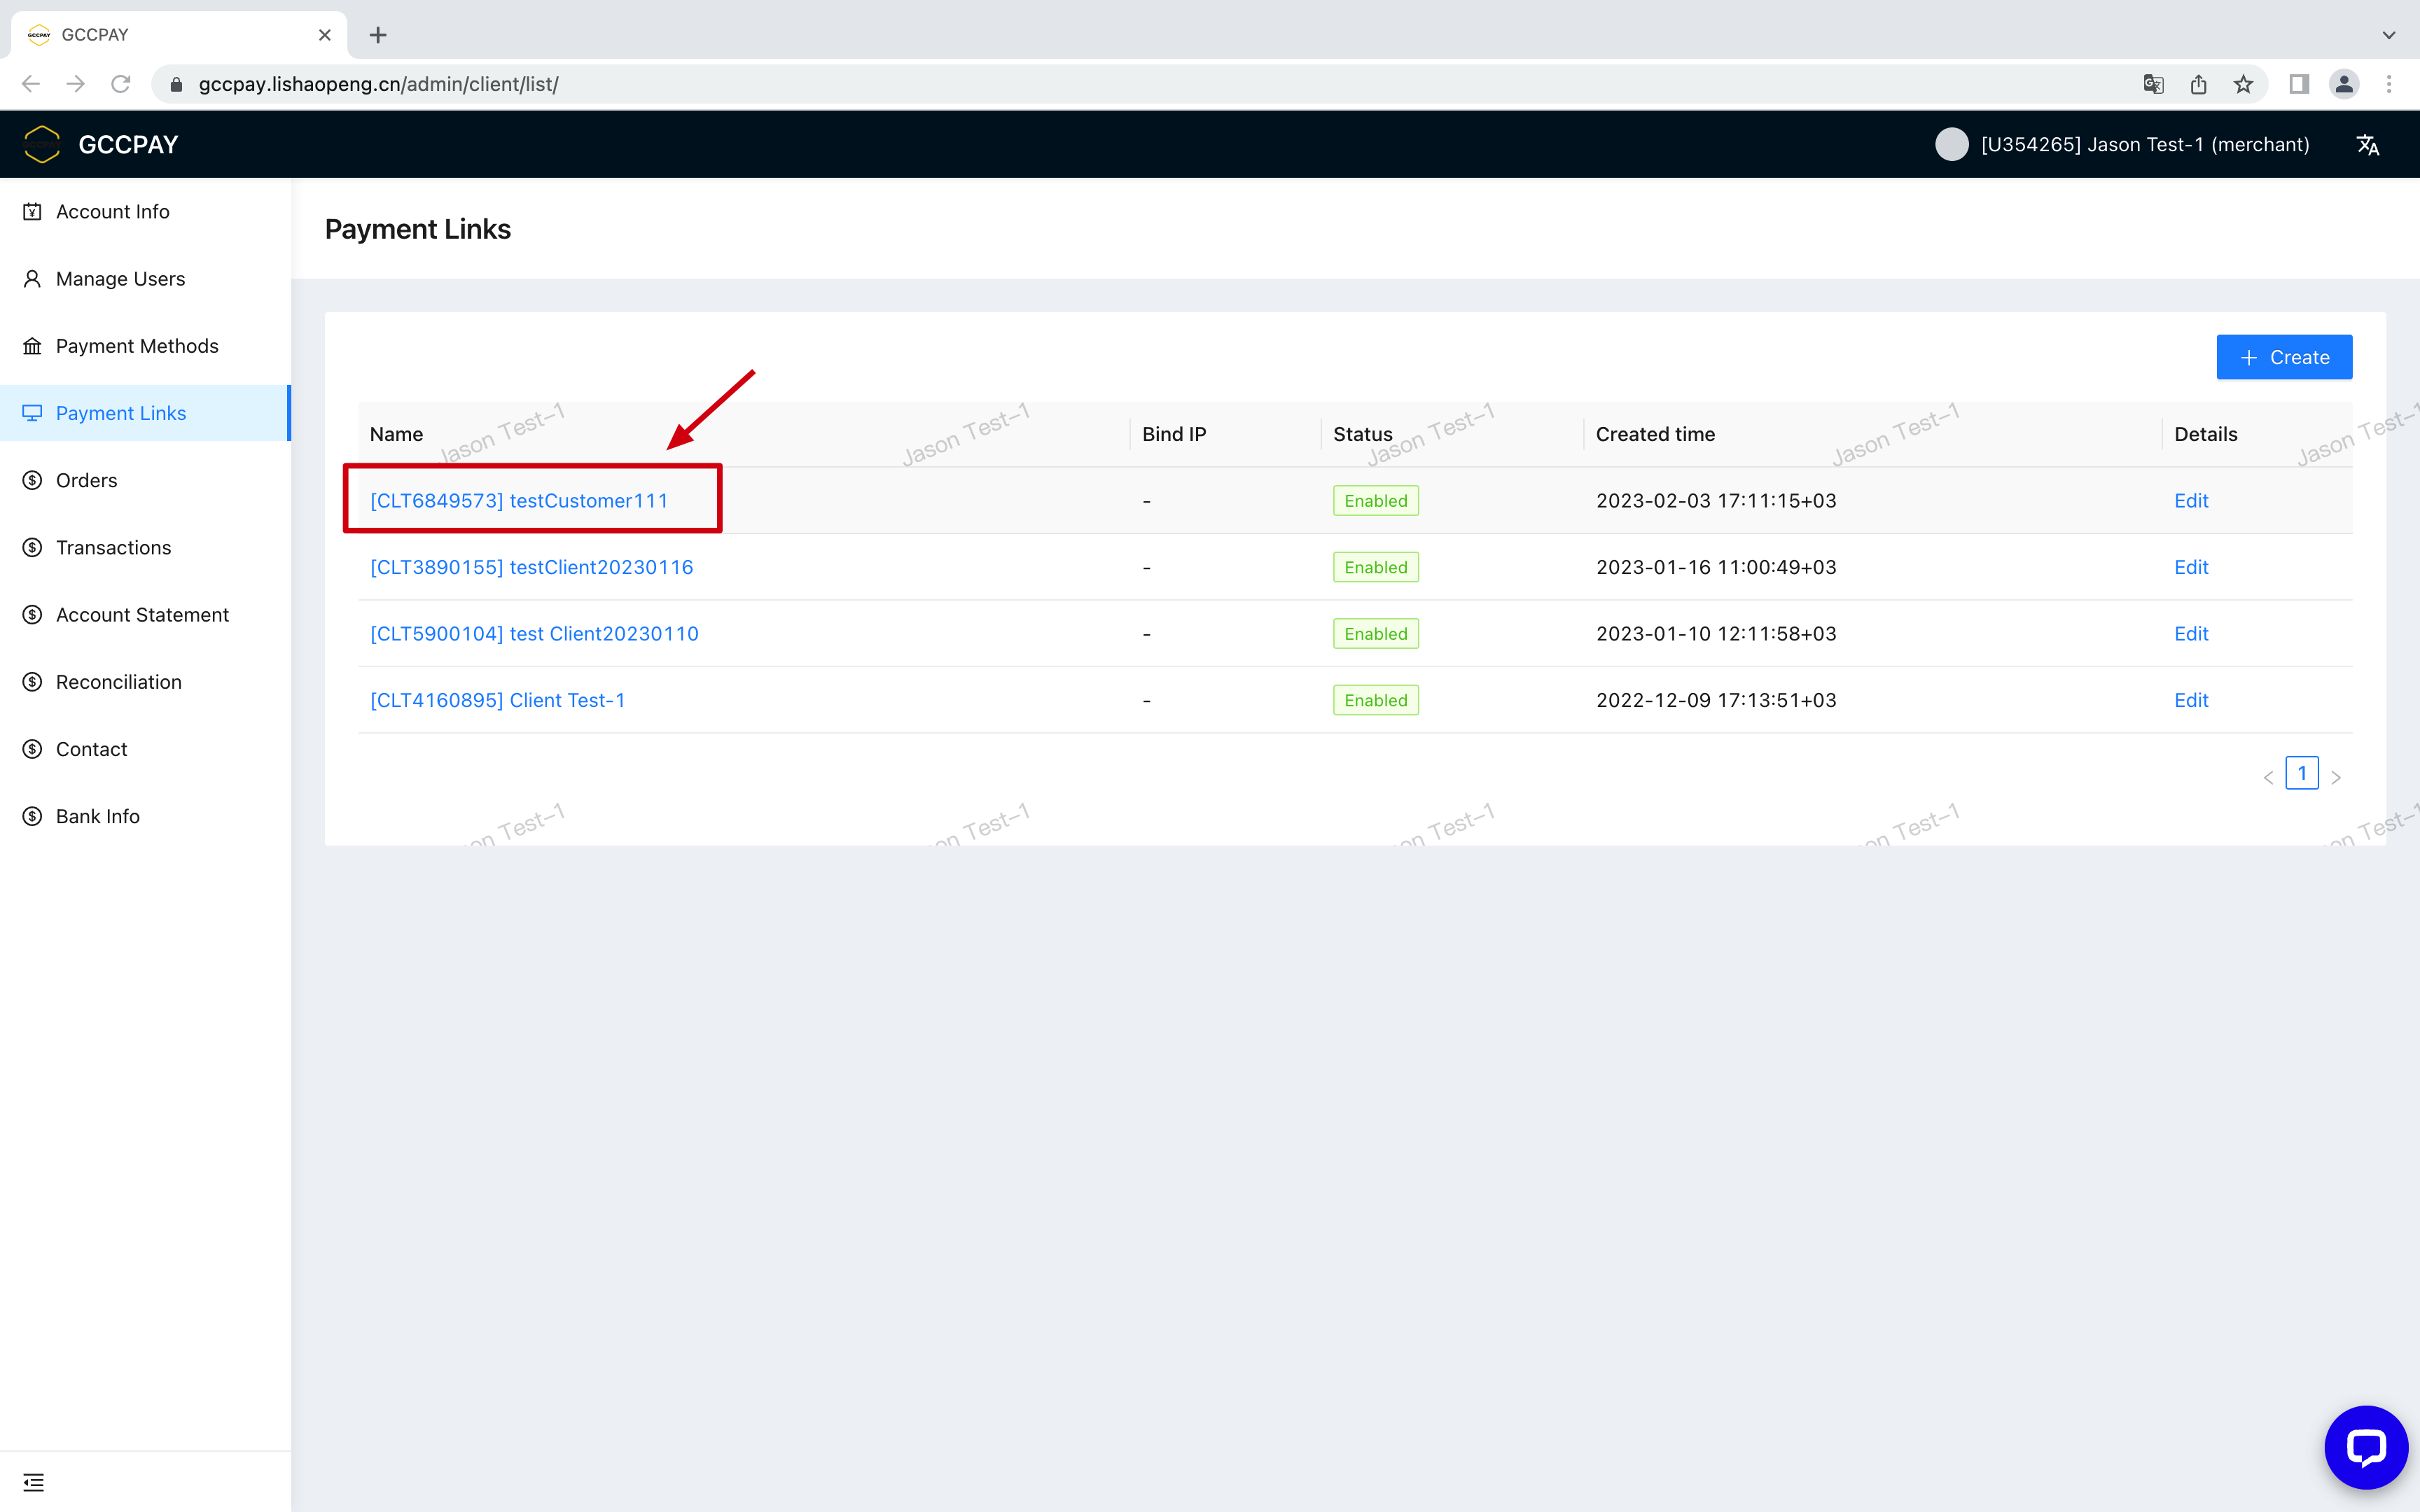 GCCPAY
gccpay.lishaopeng.cn/admin/client/list/
GCCPAY
[U354265] Jason Test-1 (merchant)
Account Info
Manage Users
Payment Methods
Payment Links
Orders
Transactions
Account Statement
Reconciliation
Contact
Bank Info
Payment Links
Create
Name Bind IP Status Created time Details
Jason Test-1 Jason Test-1 Jason Test-1 Jason Test-1 Jason Test-1
[CLT6849573] testCustomer111 - Enabled 2023-02-03 17:11:15+03 Edit
[CLT3890155] testClient20230116 - Enabled 2023-01-16 11:00:49+03 Edit
[CLT5900104] test Client20230110 - Enabled 2023-01-10 12:11:58+03 Edit
[CLT4160895] Client Test-1 - Enabled 2022-12-09 17:13:51+03 Edit
< 1 >
on Test-1 on Test-1 on Test-1 on Test-1 on Test-1